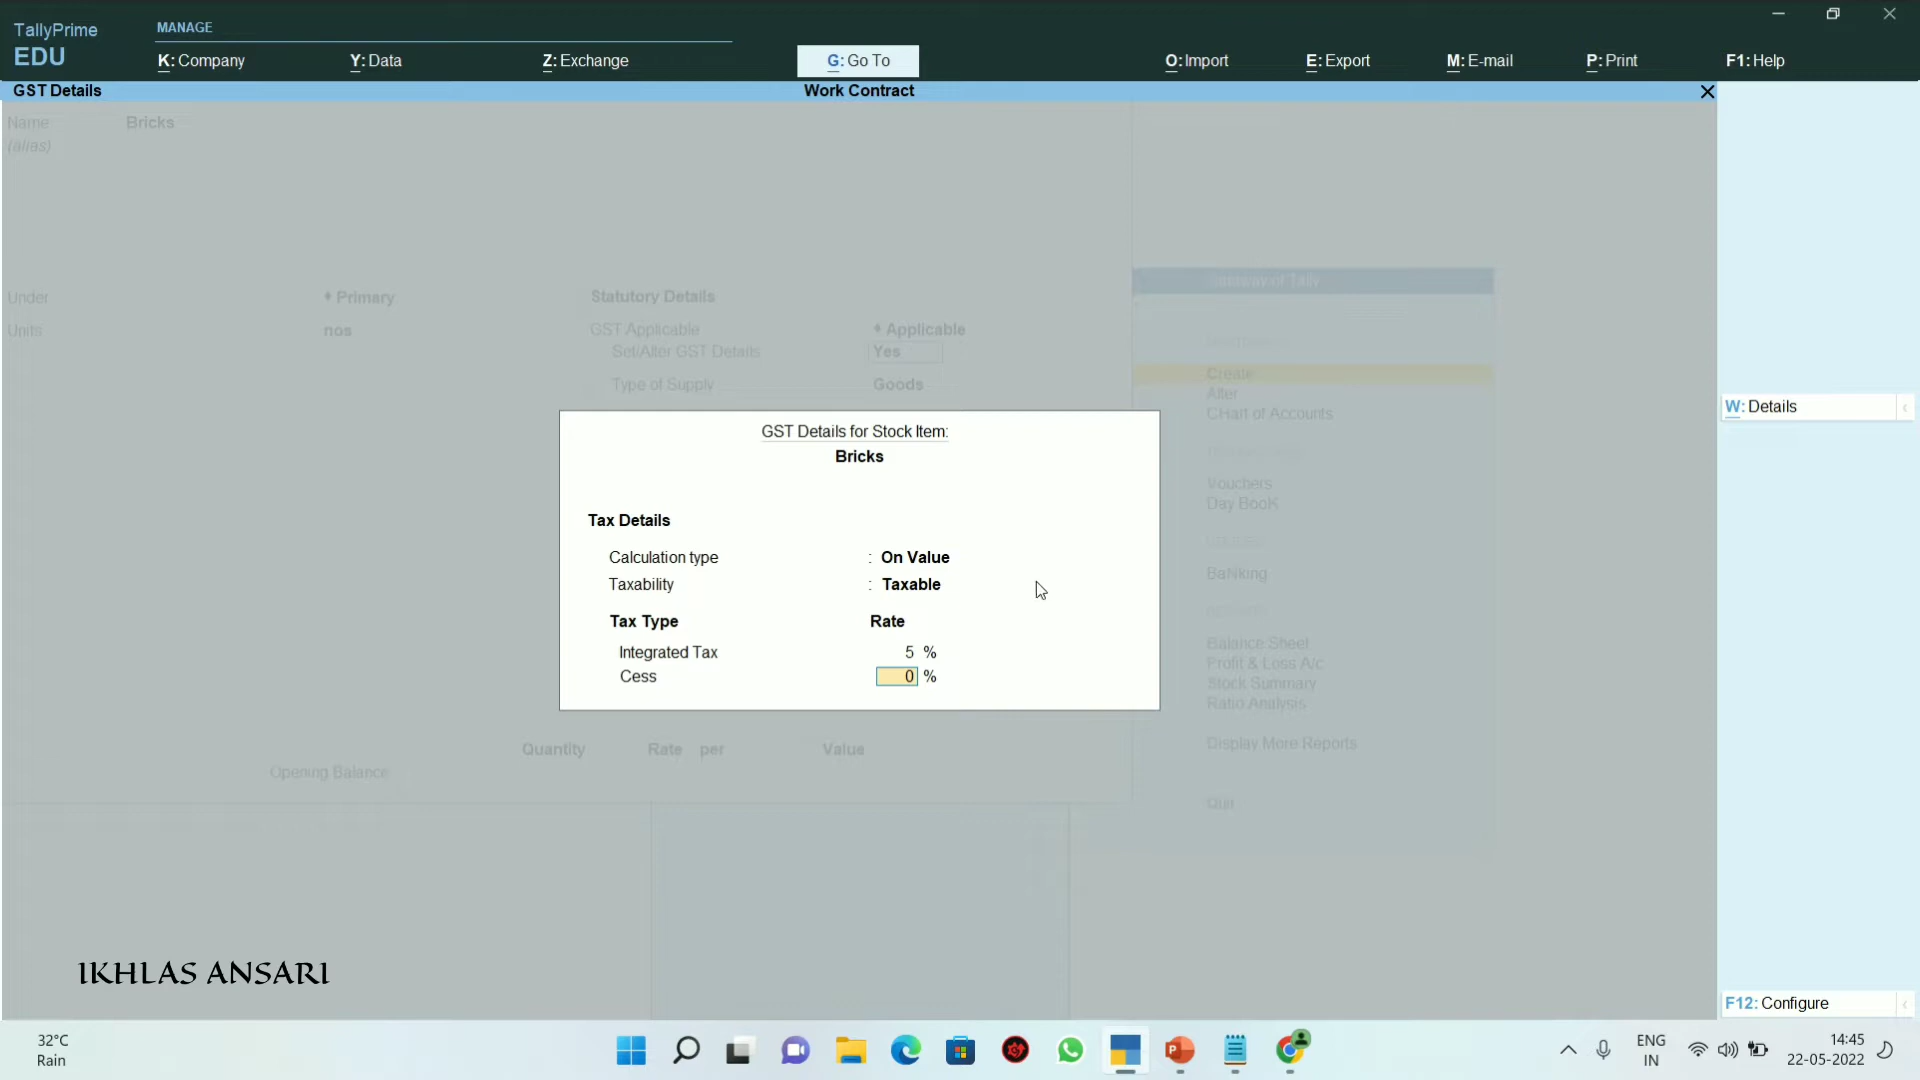 TallyPrime
EDU
MANAGE
K: Company
Y: Data
Z: Exchange
G: Go To
O: Import
E: Export
M: E-mail
P: Print
F1: Help
GST Details
Work Contract
Name Bricks
(alias)
Under ♦ Primary
Units nos
Statutory Details
GST Applicable ♦ Applicable
Set/Alter GST Details Yes
Type of Supply Goods
Gateway of Tally
Create
Alter
CHart of Accounts
Vouchers
Day BooK
BaNking
Balance Sheet
Profit & Loss A/c
Stock Summary
Ratio Analysis
Display More Reports
Quit
W: Details
GST Details for Stock Item:
Bricks
Tax Details
Calculation type : On Value
Taxability : Taxable
Tax Type Rate
Integrated Tax 5 %
Cess 0 %
Quantity Rate per Value
Opening Balance
IKHLAS ANSARI
F12: Configure
32°C
Rain
ENG
IN
14:45
22-05-2022